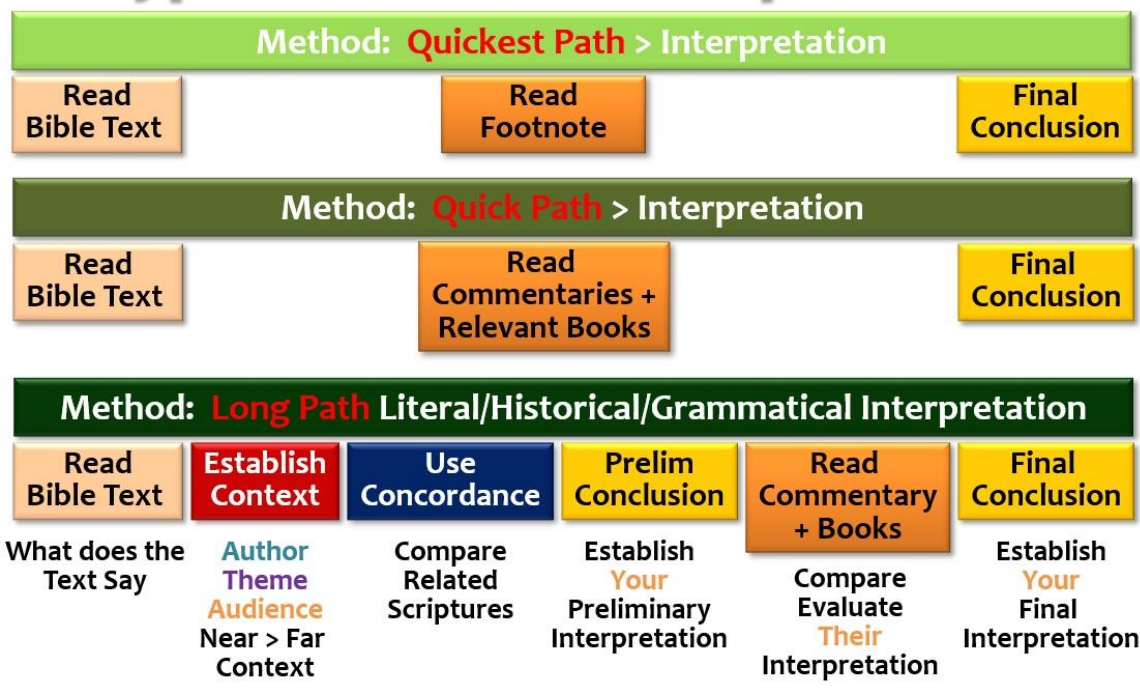 Method: Quickest Path > Interpretation
Read
Bible Text
Read
Footnote
Final
Conclusion
Method: Quick Path > Interpretation
Read
Bible Text
Read
Commentaries +
Relevant Books
Final
Conclusion
Method: Long Path Literal/Historical/Grammatical Interpretation
Read
Bible Text
What does the
Text Say
Establish
Context
Author
Theme
Audience
Near > Far
Context
Use
Concordance
Compare
Related
Scriptures
Prelim
Conclusion
Establish
Your
Preliminary
Interpretation
Read
Commentary
+ Books
Compare
Evaluate
Their
Interpretation
Final
Conclusion
Establish
Your
Final
Interpretation